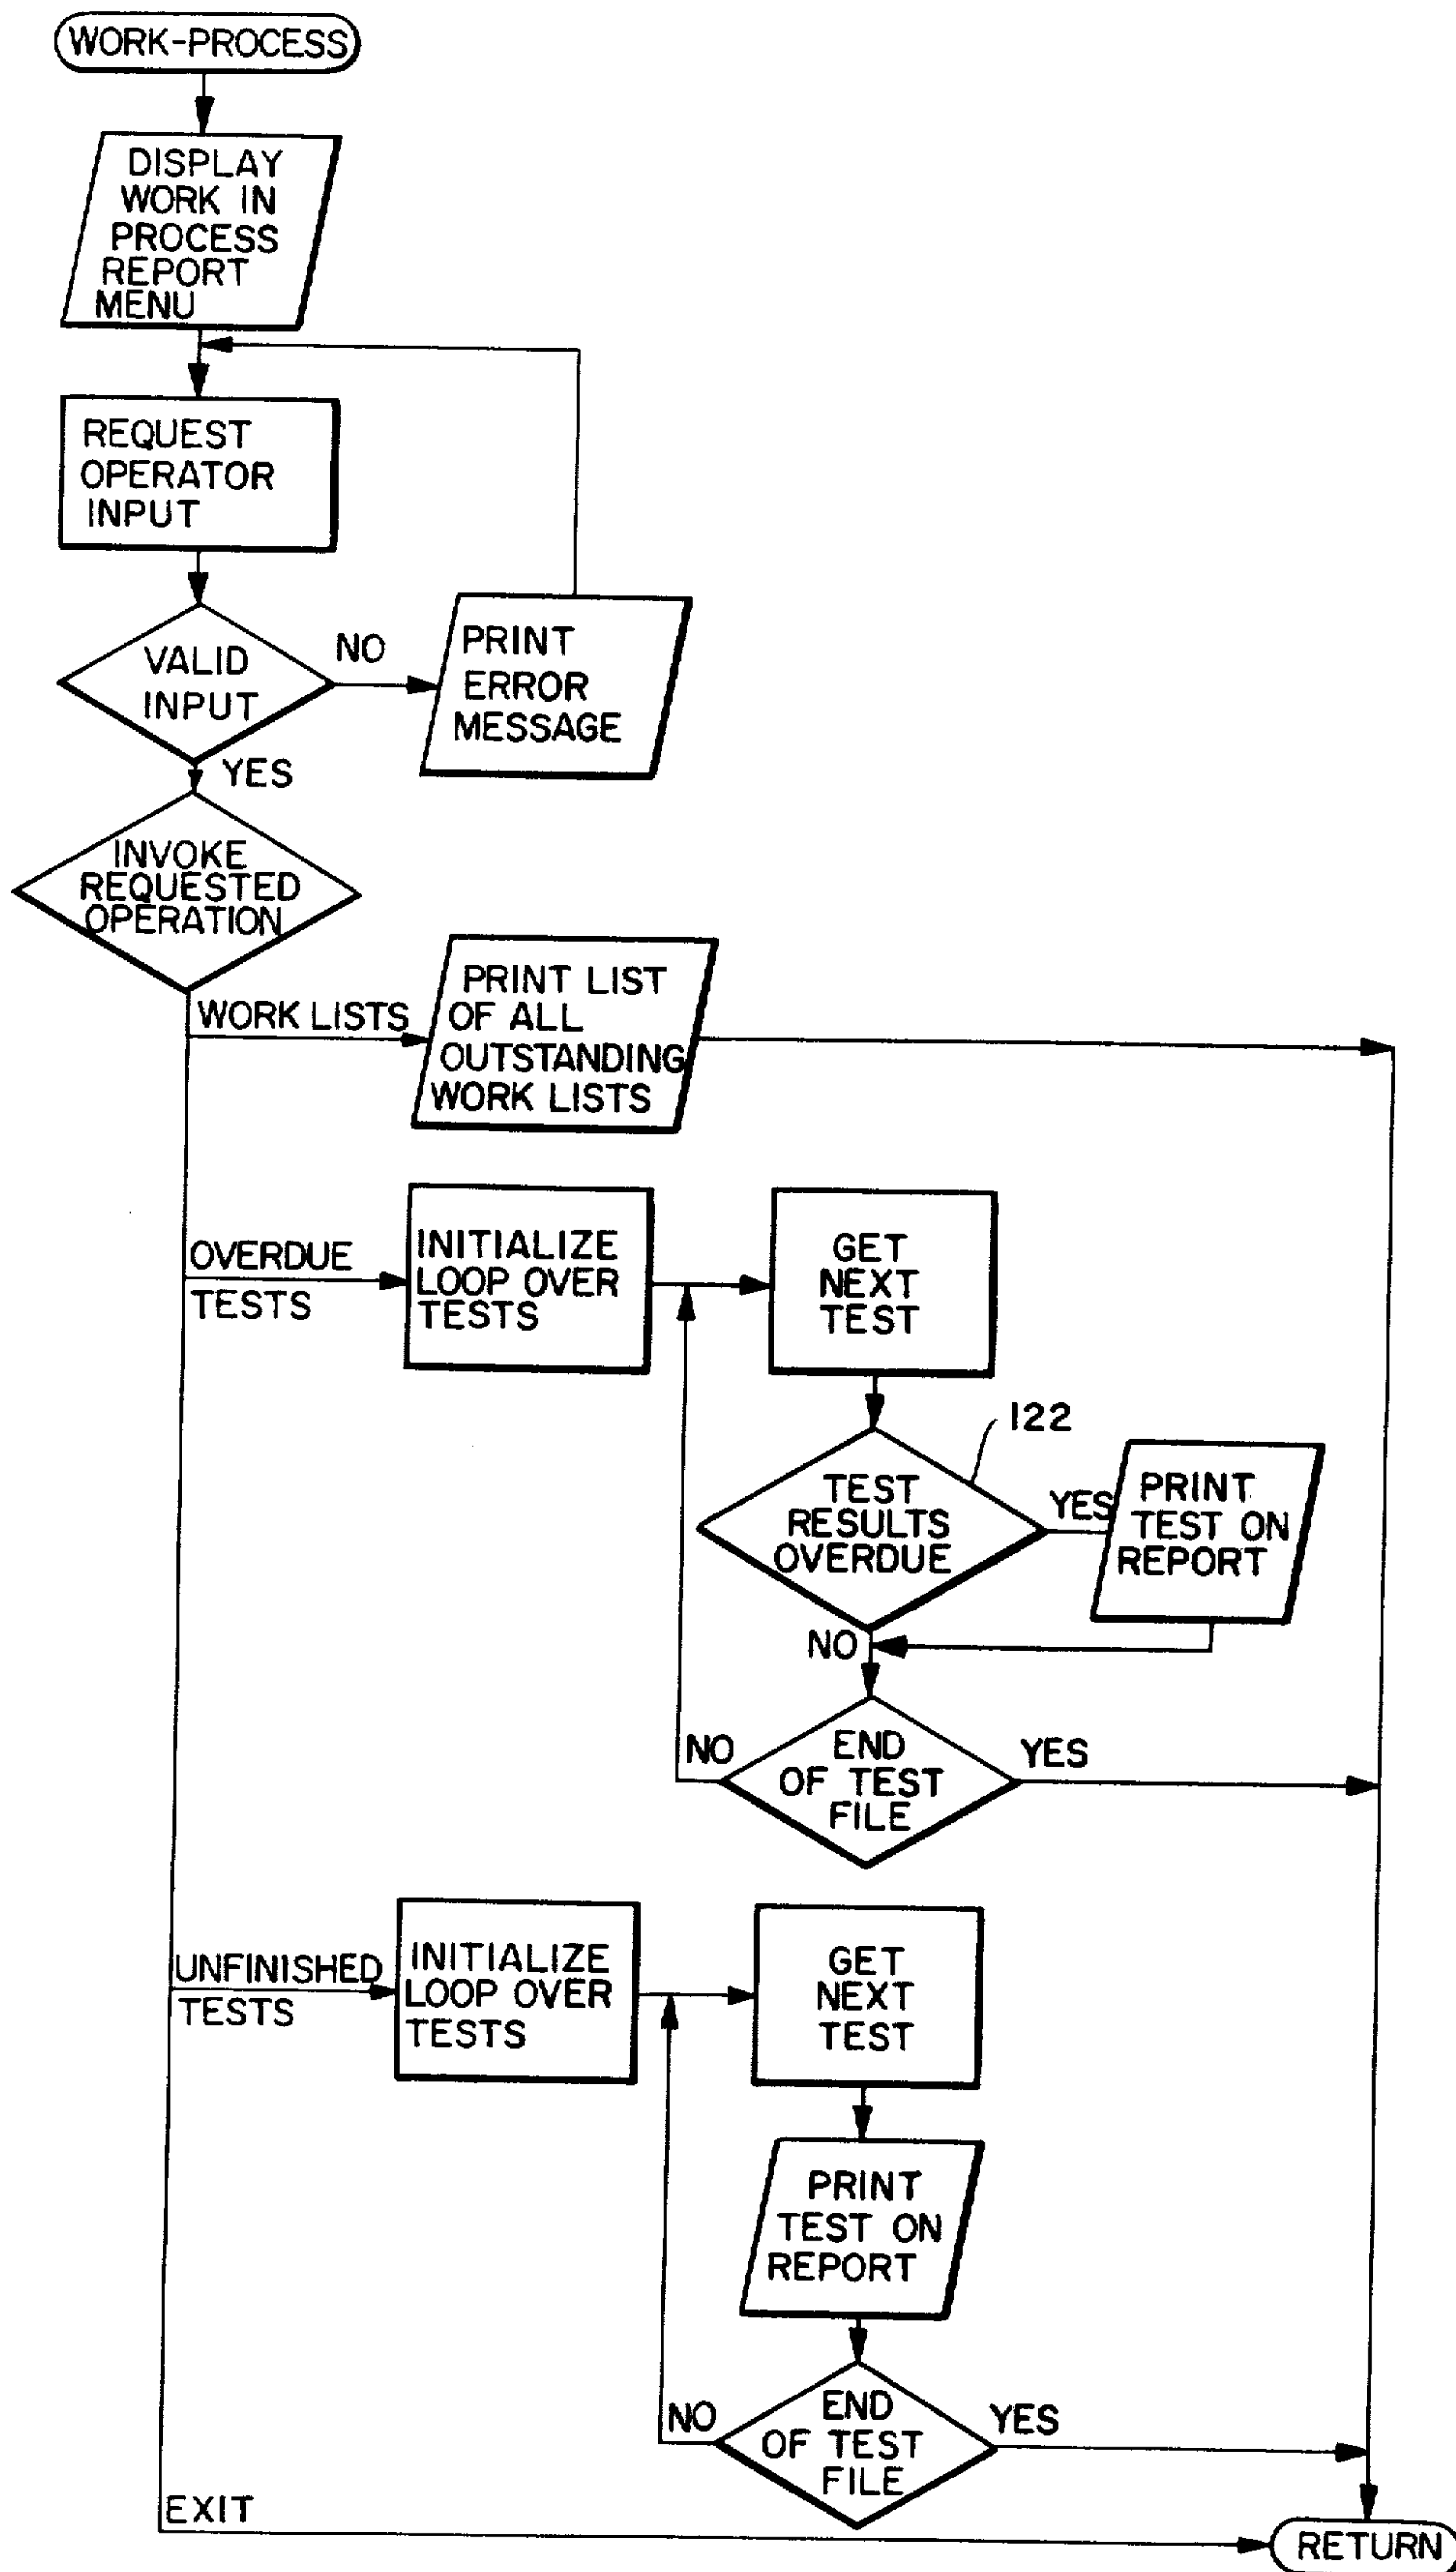 WORK-PROCESS
DISPLAY
WORK IN
PROCESS
REPORT
MENU
REQUEST
OPERATOR
INPUT
VALID
INPUT
NO
PRINT
ERROR
MESSAGE
YES
INVOKE
REQUESTED
OPERATION
WORK LISTS
PRINT LIST
OF ALL
OUTSTANDING
WORK LISTS
OVERDUE
TESTS
INITIALIZE
LOOP OVER
TESTS
GET
NEXT
TEST
122
TEST
RESULTS
OVERDUE
YES
PRINT
TEST ON
REPORT
NO
END
OF TEST
FILE
NO
YES
UNFINISHED
TESTS
INITIALIZE
LOOP OVER
TESTS
GET
NEXT
TEST
PRINT
TEST ON
REPORT
END
OF TEST
FILE
NO
YES
EXIT
RETURN